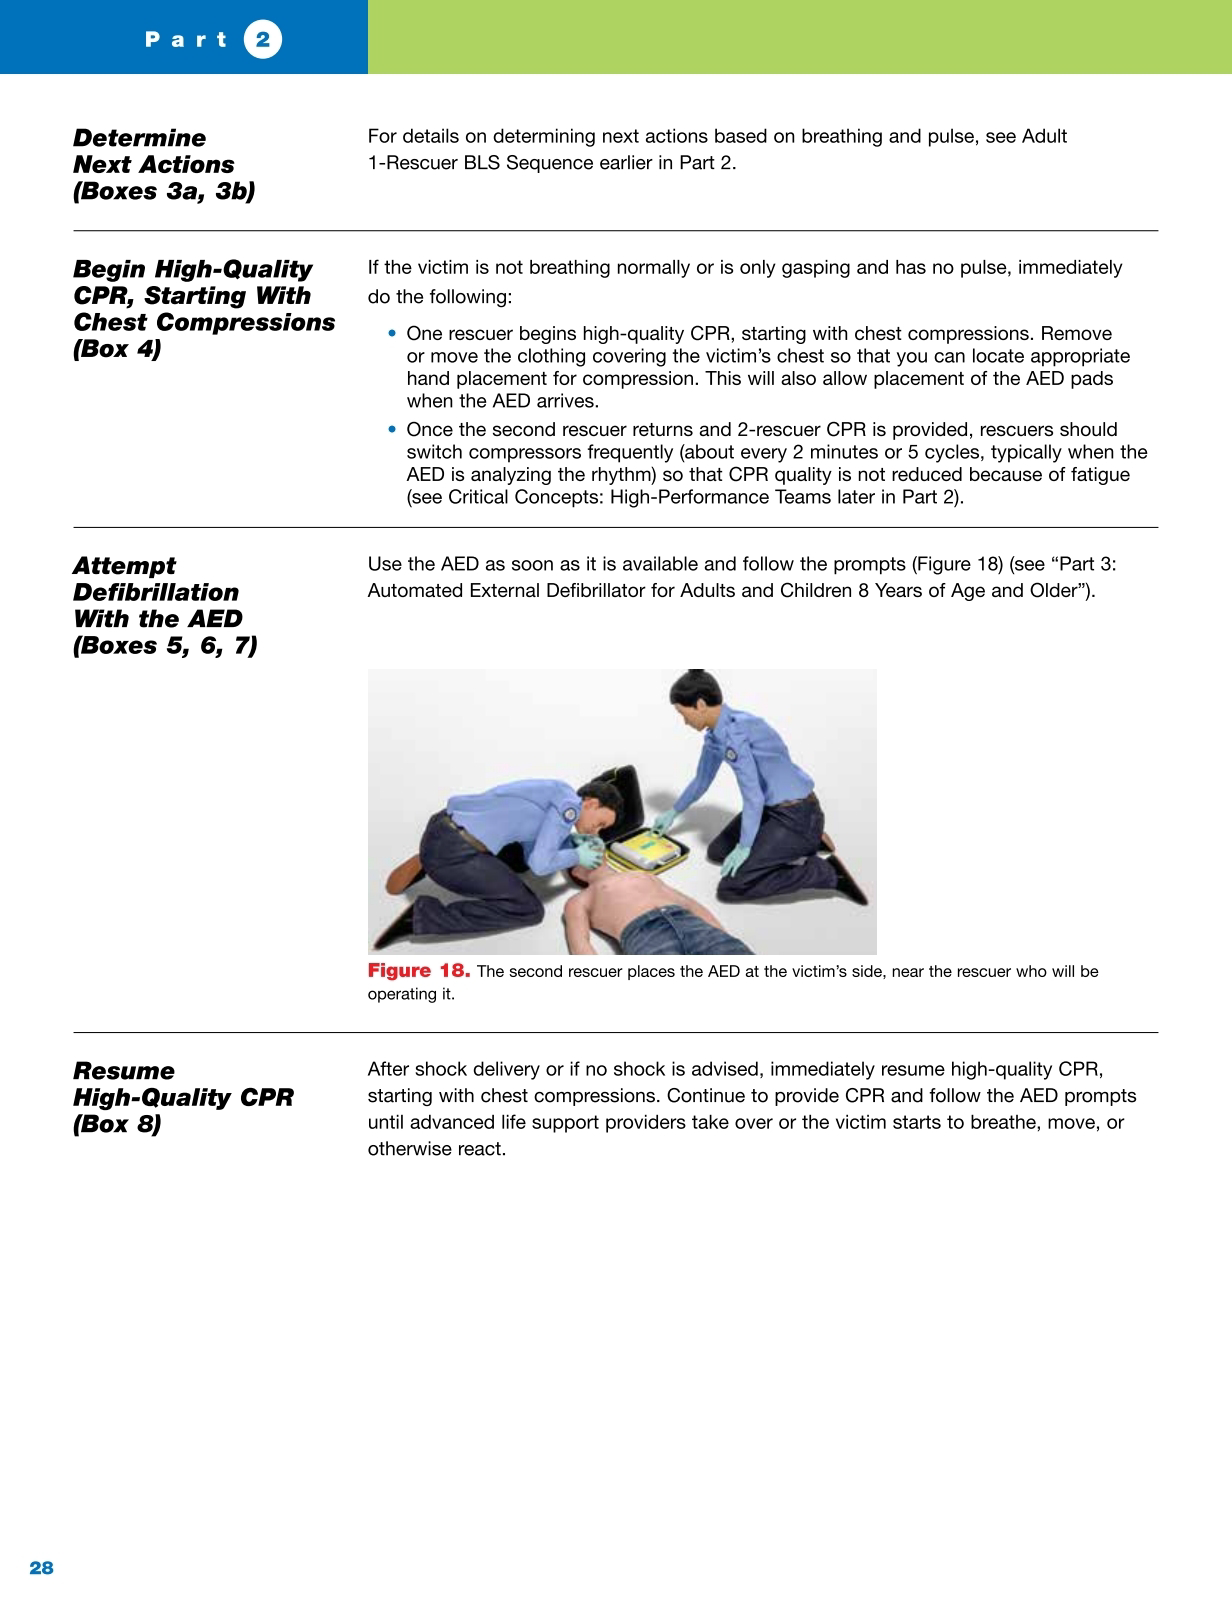 Part 2
Determine
Next Actions
(Boxes 3a, 3b)
For details on determining next actions based on breathing and pulse, see Adult
1-Rescuer BLS Sequence earlier in Part 2.
Begin High-Quality
CPR, Starting With
Chest Compressions
(Box 4)
If the victim is not breathing normally or is only gasping and has no pulse, immediately
do the following:
• One rescuer begins high-quality CPR, starting with chest compressions. Remove
or move the clothing covering the victim’s chest so that you can locate appropriate
hand placement for compression. This will also allow placement of the AED pads
when the AED arrives.
• Once the second rescuer returns and 2-rescuer CPR is provided, rescuers should
switch compressors frequently (about every 2 minutes or 5 cycles, typically when the
AED is analyzing the rhythm) so that CPR quality is not reduced because of fatigue
(see Critical Concepts: High-Performance Teams later in Part 2).
Attempt
Defibrillation
With the AED
(Boxes 5, 6, 7)
Use the AED as soon as it is available and follow the prompts (Figure 18) (see “Part 3:
Automated External Defibrillator for Adults and Children 8 Years of Age and Older”).
Figure 18. The second rescuer places the AED at the victim’s side, near the rescuer who will be
operating it.
Resume
High-Quality CPR
(Box 8)
After shock delivery or if no shock is advised, immediately resume high-quality CPR,
starting with chest compressions. Continue to provide CPR and follow the AED prompts
until advanced life support providers take over or the victim starts to breathe, move, or
otherwise react.
28